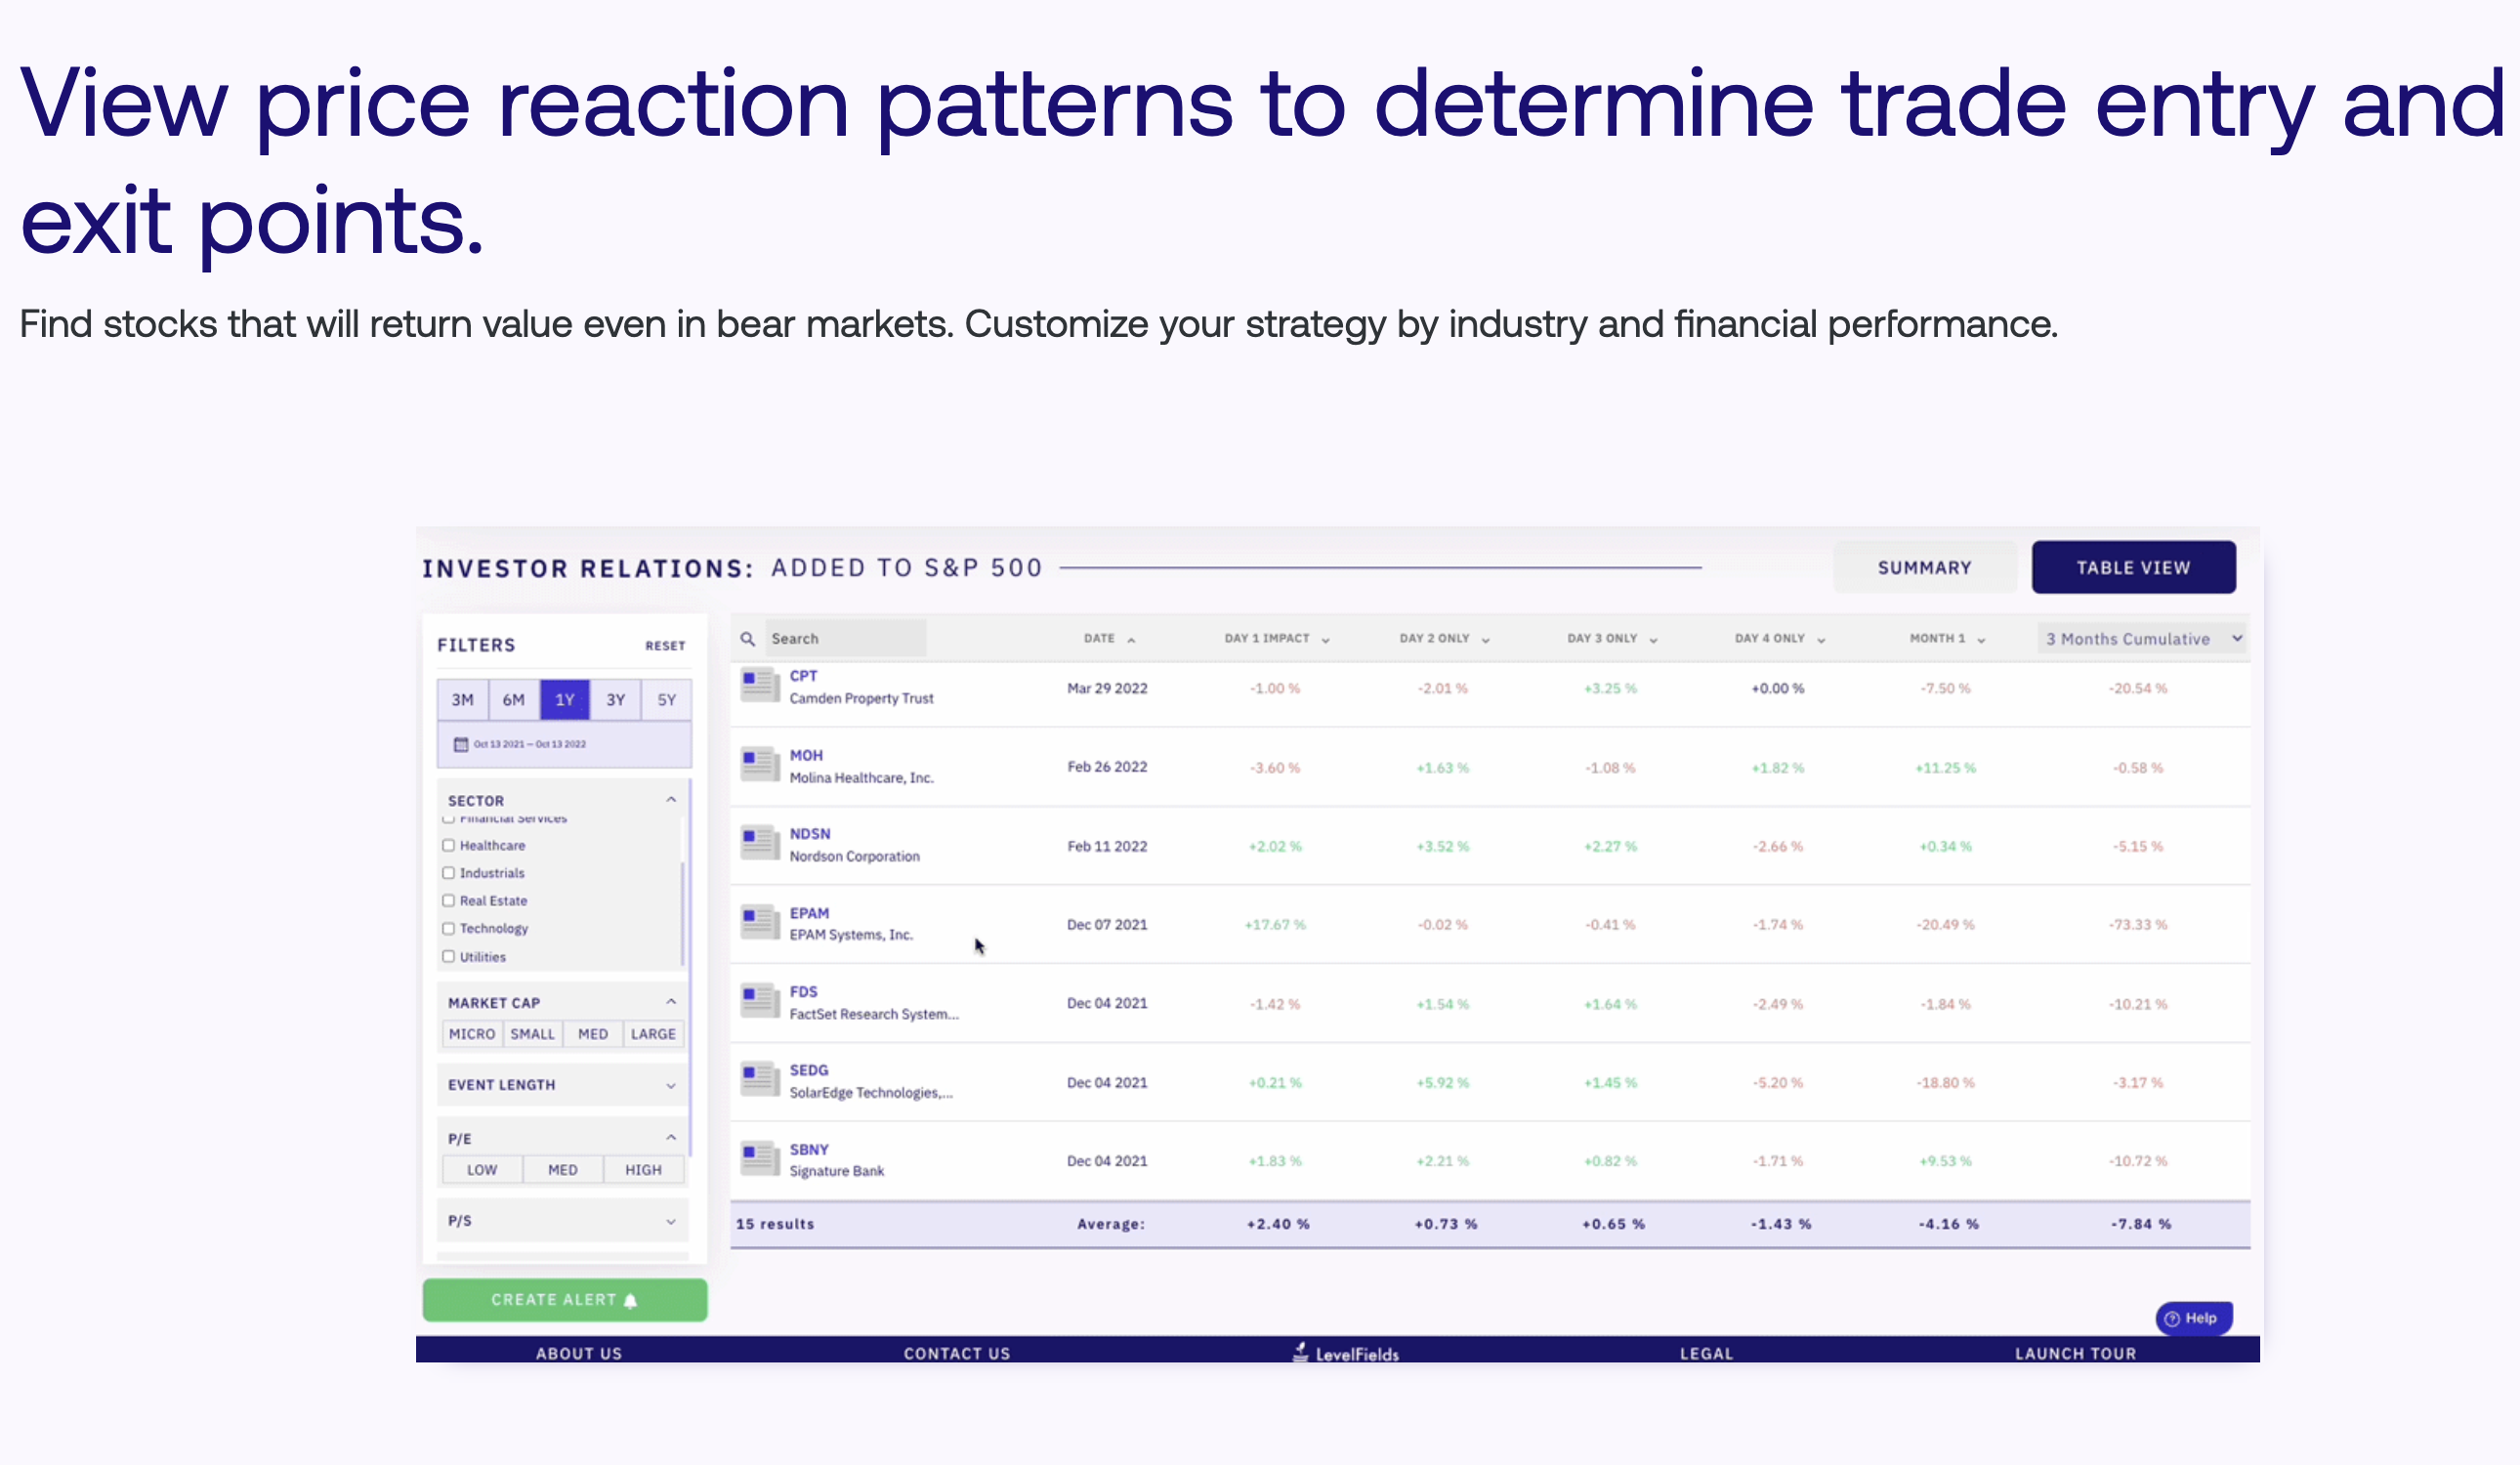 View price reaction patterns to determine trade entry and
exit points.
Find stocks that will return value even in bear markets. Customize your strategy by industry and financial performance.
INVESTOR RELATIONS: ADDED TO S&P 500
SUMMARY
TABLE VIEW
FILTERS RESET
3M 6M 1Y 3Y 5Y
Oct 13 2021 – Oct 13 2022
SECTOR
Financial Services
Healthcare
Industrials
Real Estate
Technology
Utilities
MARKET CAP
MICRO SMALL MED LARGE
EVENT LENGTH
P/E
LOW MED HIGH
P/S
CREATE ALERT
Search DATE DAY 1 IMPACT DAY 2 ONLY DAY 3 ONLY DAY 4 ONLY MONTH 1 3 Months Cumulative
CPT
Camden Property Trust
Mar 29 2022 -1.00 % -2.01 % +3.25 % +0.00 % -7.50 % -20.54 %
MOH
Molina Healthcare, Inc.
Feb 26 2022 -3.60 % +1.63 % -1.08 % +1.82 % +11.25 % -0.58 %
NDSN
Nordson Corporation
Feb 11 2022 +2.02 % +3.52 % +2.27 % -2.66 % +0.34 % -5.15 %
EPAM
EPAM Systems, Inc.
Dec 07 2021 +17.67 % -0.02 % -0.41 % -1.74 % -20.49 % -73.33 %
FDS
FactSet Research System...
Dec 04 2021 -1.42 % +1.54 % +1.64 % -2.49 % -1.84 % -10.21 %
SEDG
SolarEdge Technologies,...
Dec 04 2021 +0.21 % +5.92 % +1.45 % -5.20 % -18.80 % -3.17 %
SBNY
Signature Bank
Dec 04 2021 +1.83 % +2.21 % +0.82 % -1.71 % +9.53 % -10.72 %
15 results Average: +2.40 % +0.73 % +0.65 % -1.43 % -4.16 % -7.84 %
Help
ABOUT US CONTACT US LevelFields LEGAL LAUNCH TOUR